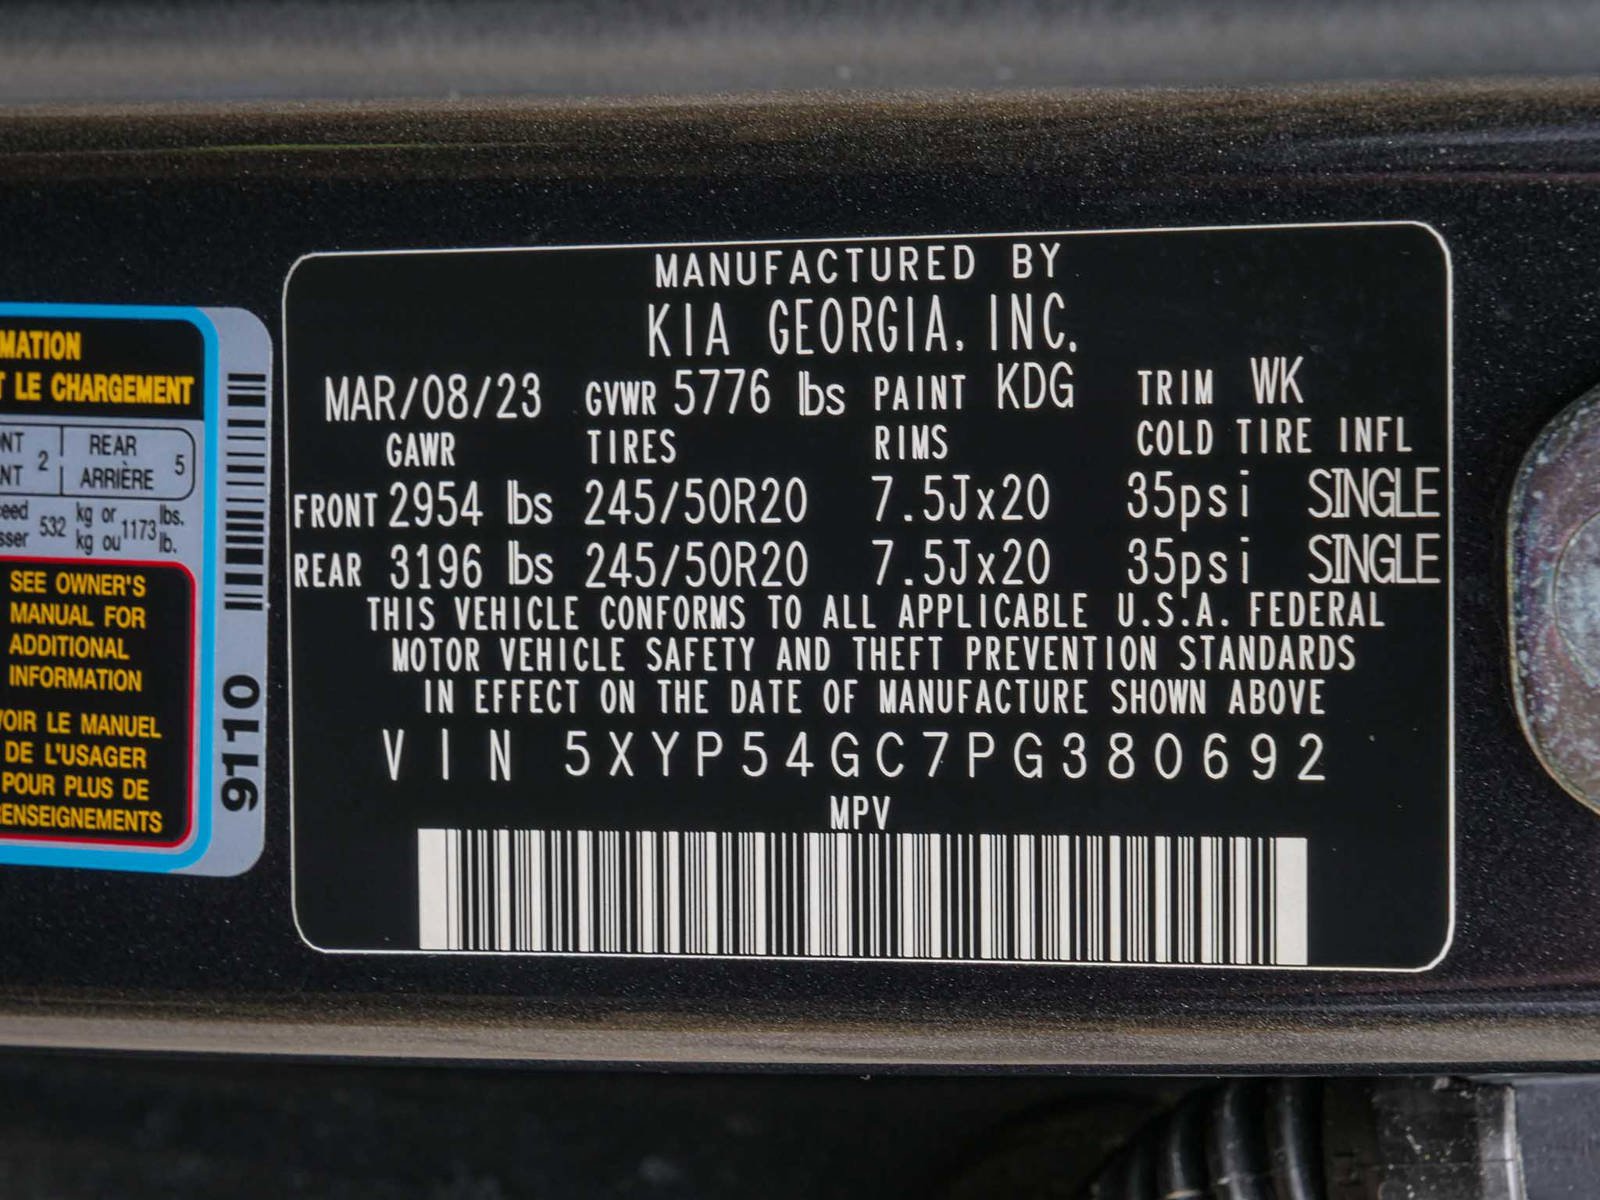 MATION
T LE CHARGEMENT
NT 2 REAR 5
NT ARRIÈRE
532 kg or 1173 lbs.
kg ou lb.
SEE OWNER'S
MANUAL FOR
ADDITIONAL
INFORMATION
VOIR LE MANUEL
DE L'USAGER
POUR PLUS DE
RENSEIGNEMENTS
9110
MANUFACTURED BY
KIA GEORGIA, INC.
MAR/08/23 GVWR 5776 lbs PAINT KDG TRIM WK
GAWR TIRES RIMS COLD TIRE INFL
FRONT 2954 lbs 245/50R20 7.5Jx20 35psi SINGLE
REAR 3196 lbs 245/50R20 7.5Jx20 35psi SINGLE
THIS VEHICLE CONFORMS TO ALL APPLICABLE U.S.A. FEDERAL
MOTOR VEHICLE SAFETY AND THEFT PREVENTION STANDARDS
IN EFFECT ON THE DATE OF MANUFACTURE SHOWN ABOVE
VIN 5XYP54GC7PG380692
MPV